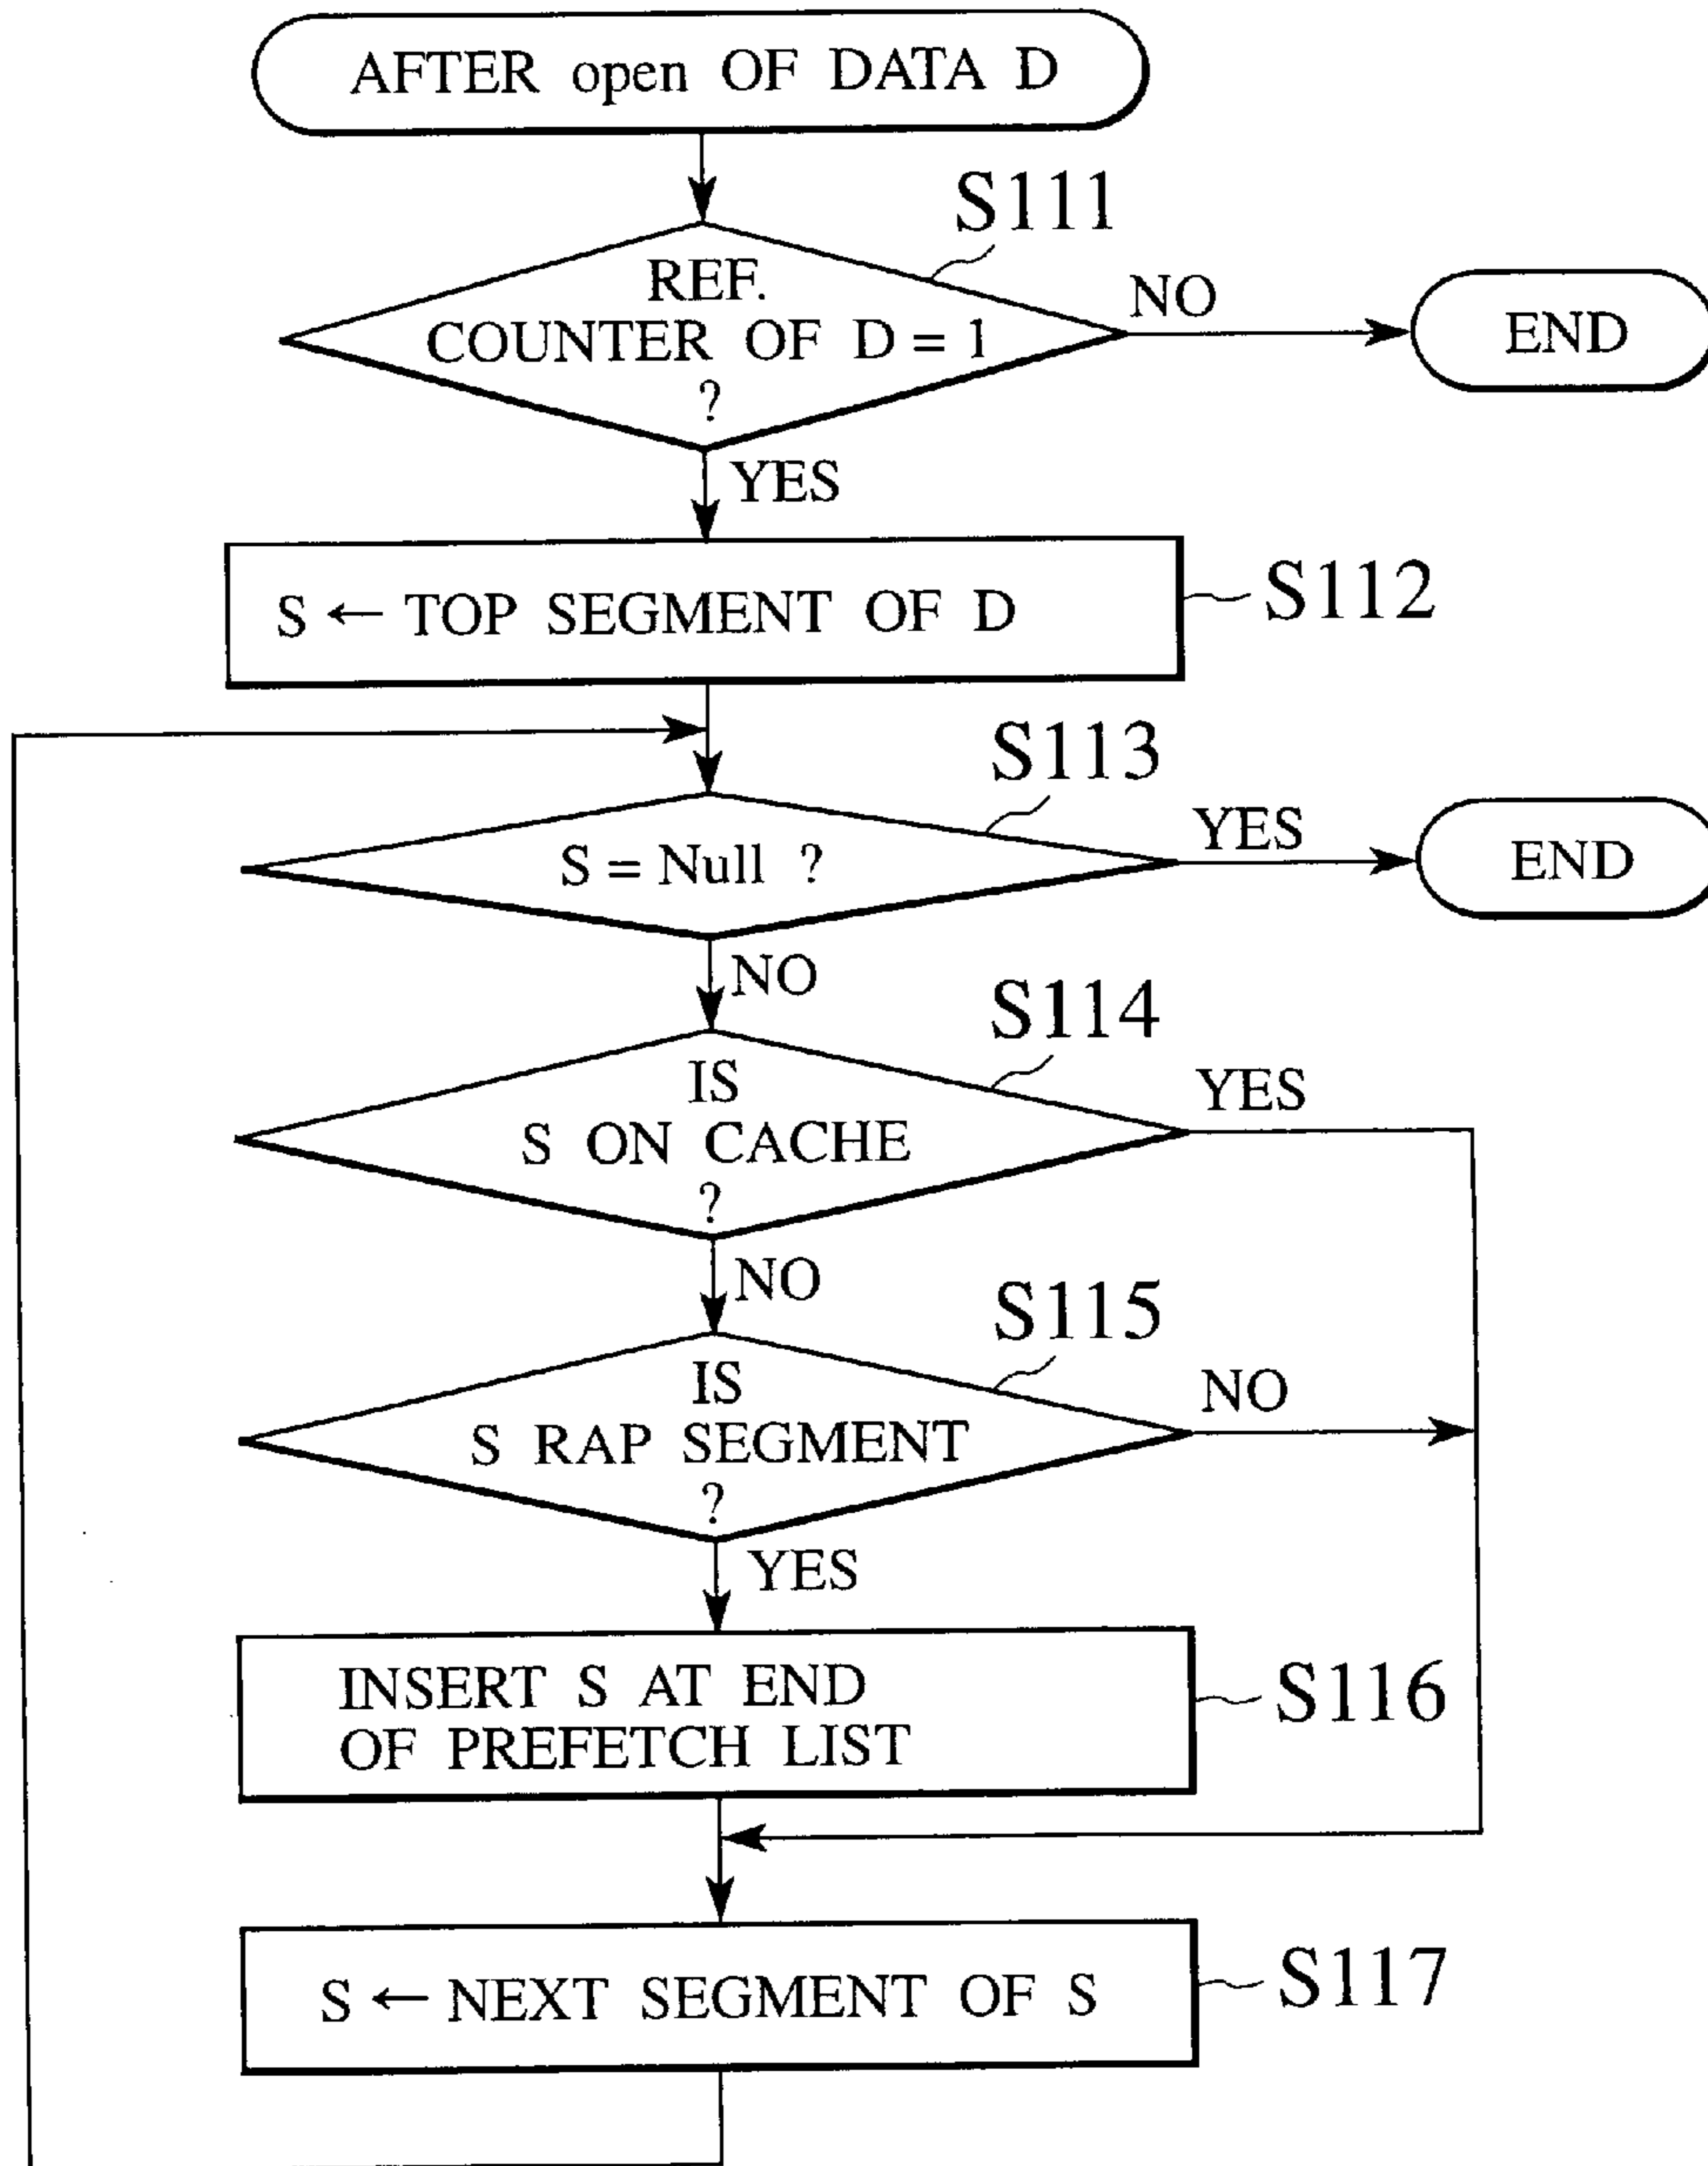 AFTER open OF DATA D
S111
REF.
COUNTER OF D = 1
?
NO
END
YES
S ← TOP SEGMENT OF D
S112
S113
S = Null ?
YES
END
NO
S114
IS
S ON CACHE
?
YES
NO
S115
IS
S RAP SEGMENT
?
NO
YES
INSERT S AT END
OF PREFETCH LIST
S116
S ← NEXT SEGMENT OF S
S117